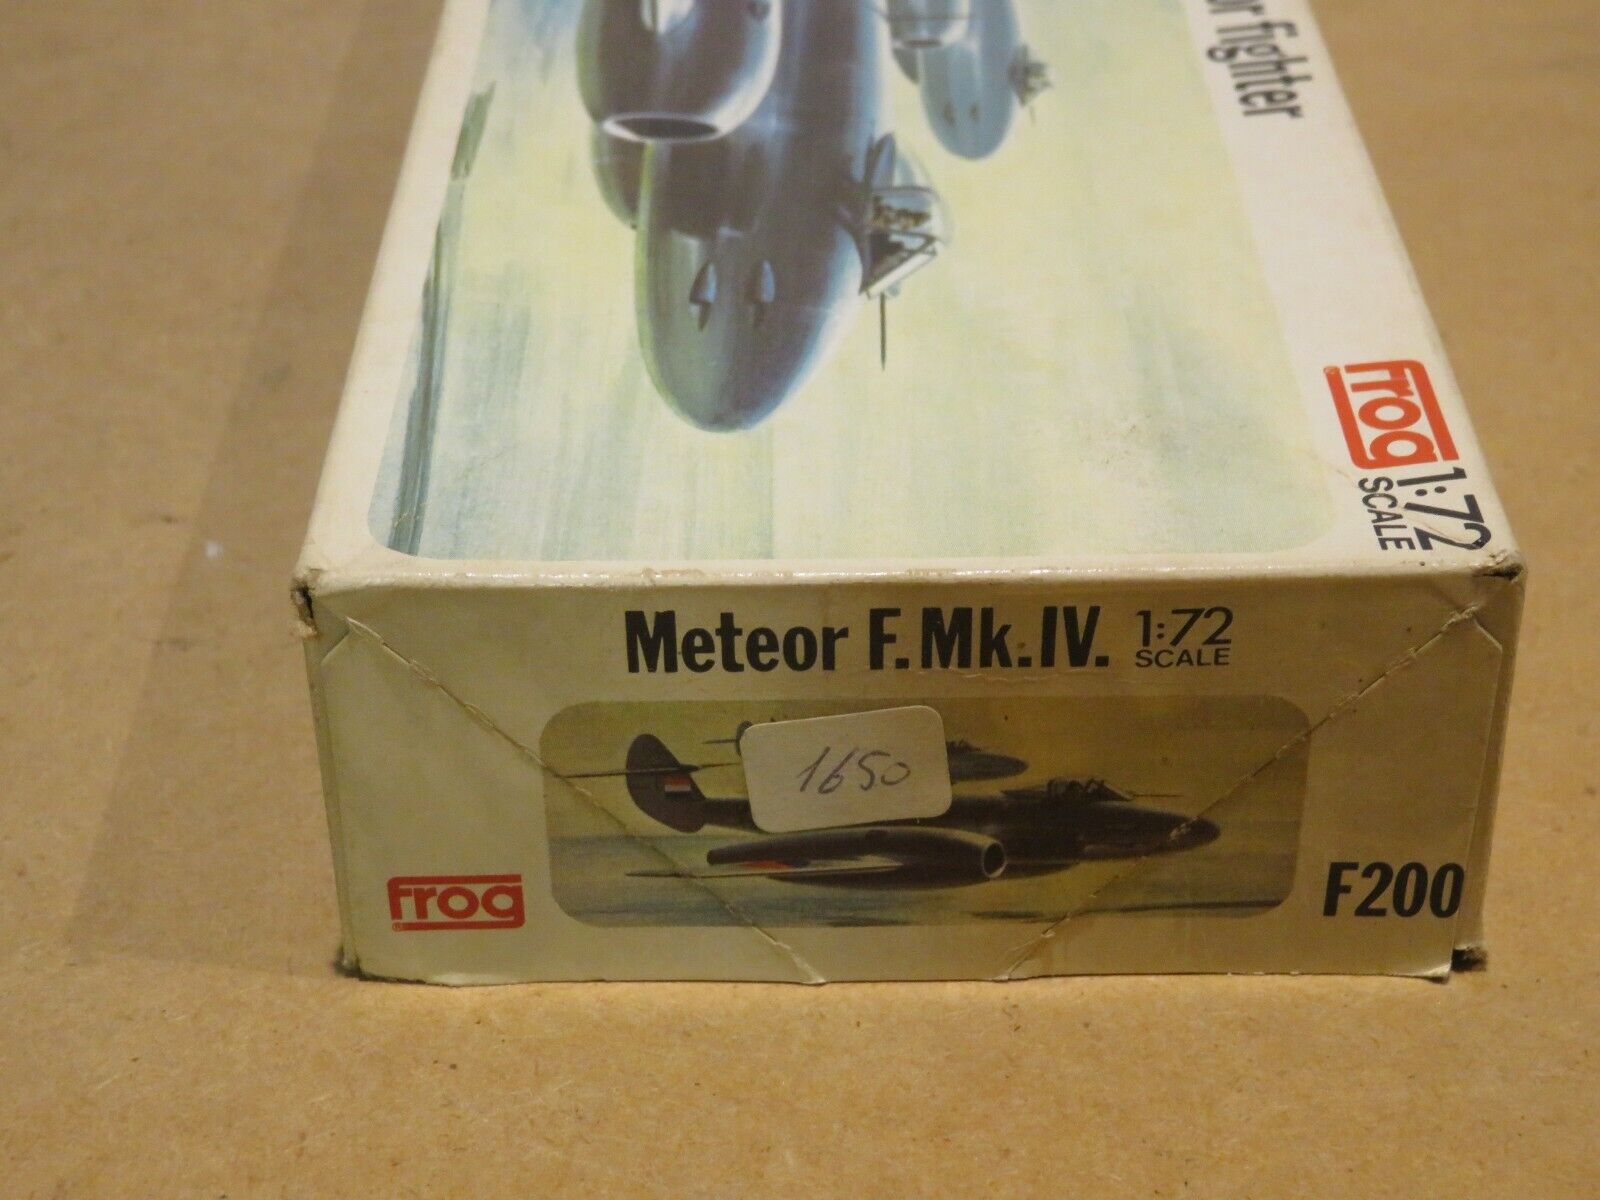 fighter
frog
1:72
SCALE
Meteor F.Mk.IV. 1:72
SCALE
1650
frog
F200